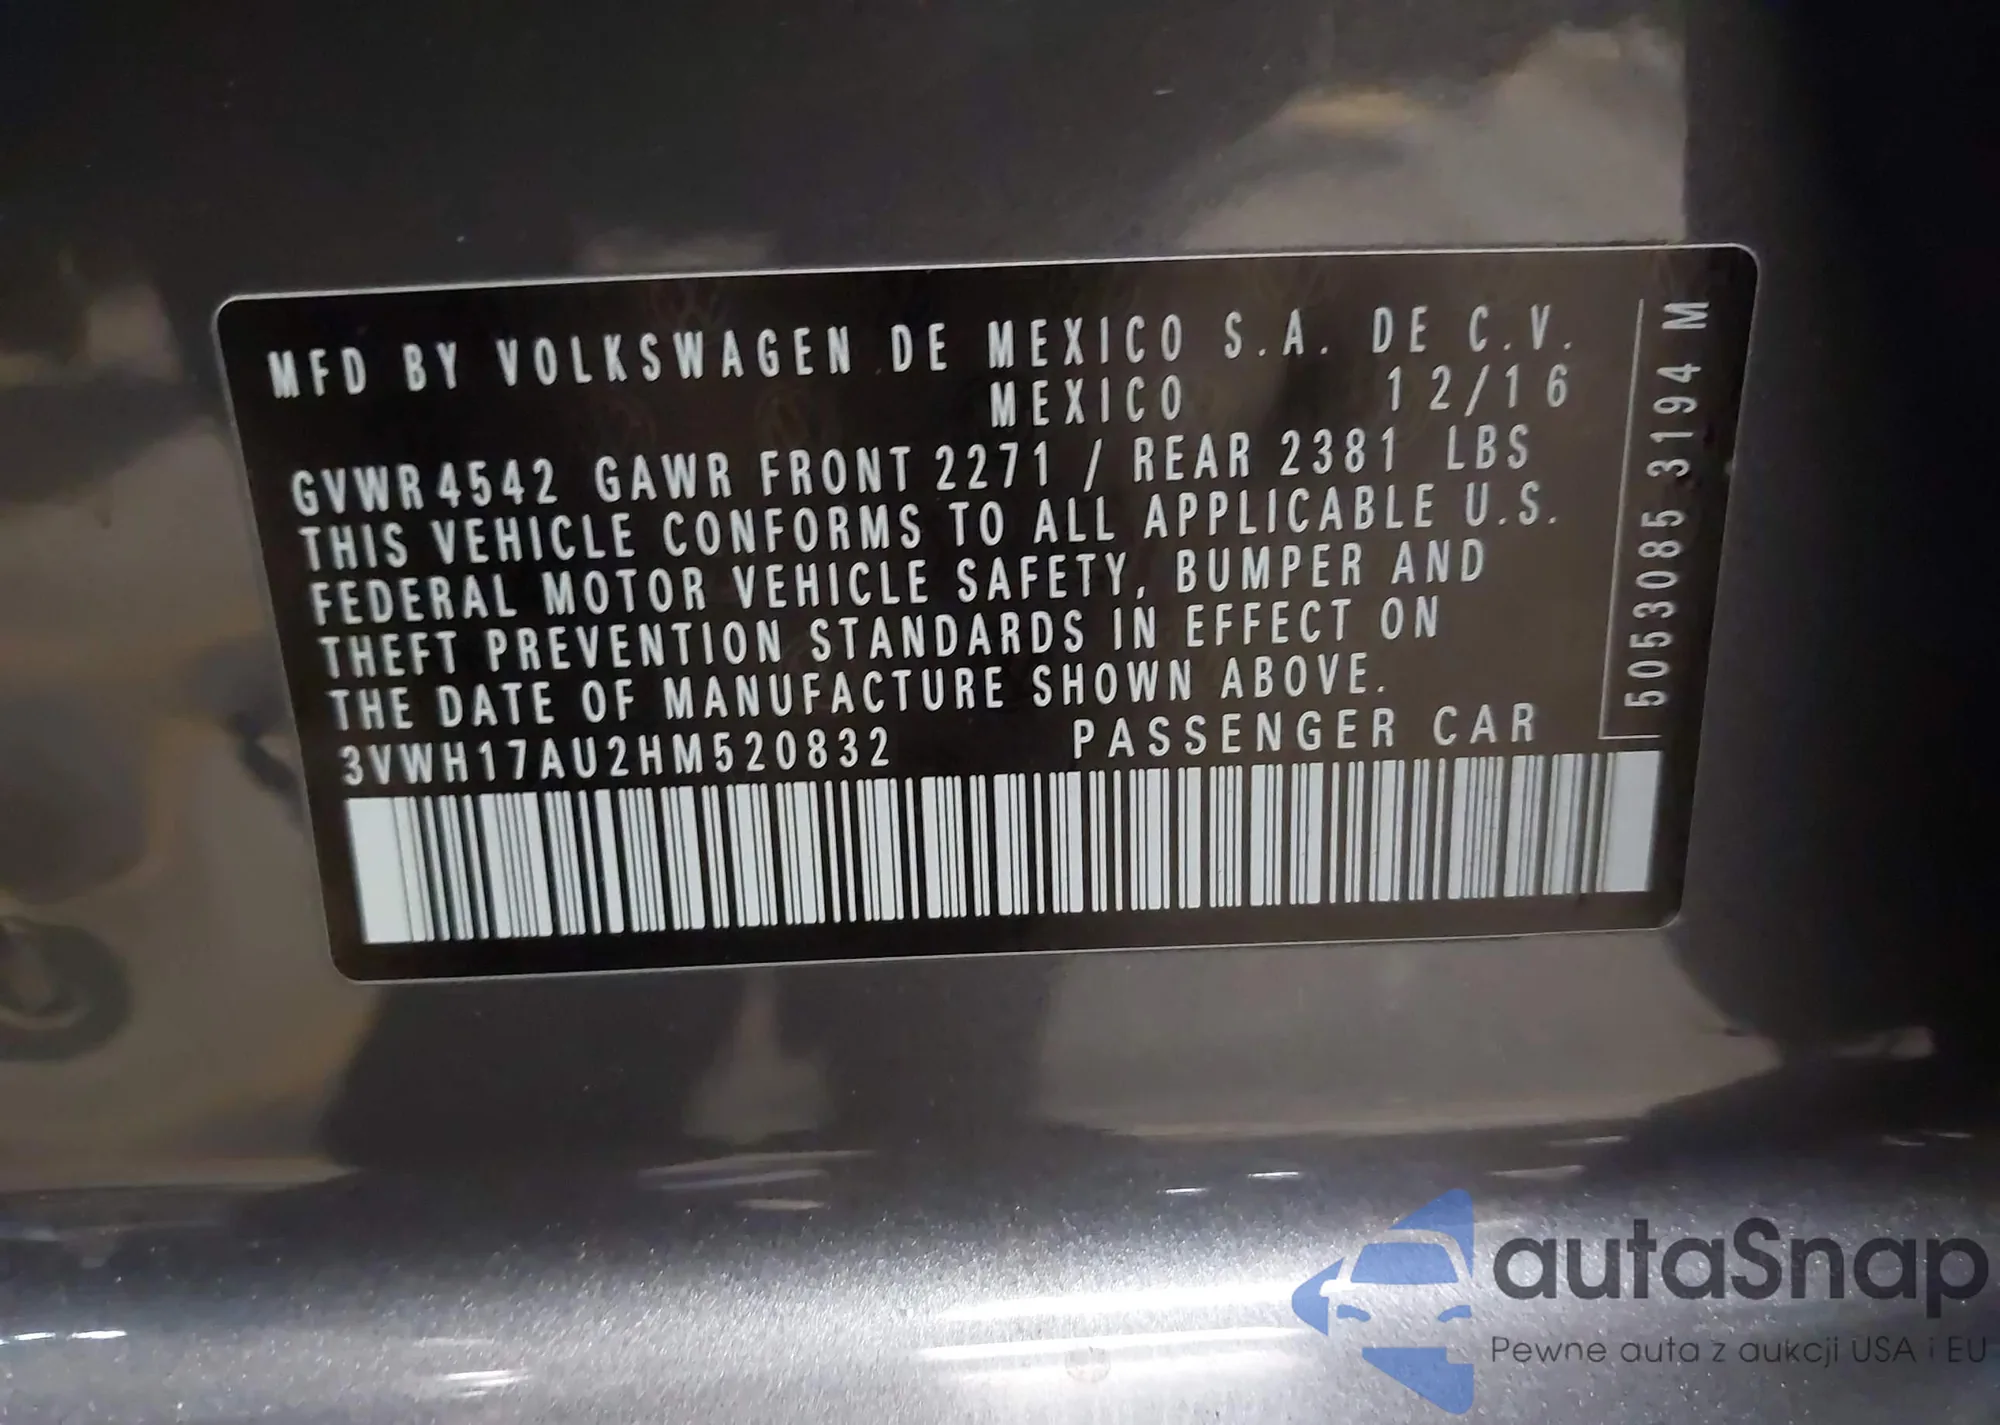 MFD BY VOLKSWAGEN DE MEXICO S.A. DE C.V.
MEXICO 12/16
GVWR 4542 GAWR FRONT 2271 / REAR 2381 LBS
THIS VEHICLE CONFORMS TO ALL APPLICABLE U.S.
FEDERAL MOTOR VEHICLE SAFETY, BUMPER AND
THEFT PREVENTION STANDARDS IN EFFECT ON
THE DATE OF MANUFACTURE SHOWN ABOVE.
3VWH17AU2HM520832 PASSENGER CAR
5053085 3194 M
autaSnap
Pewne auta z aukcji USA i EU